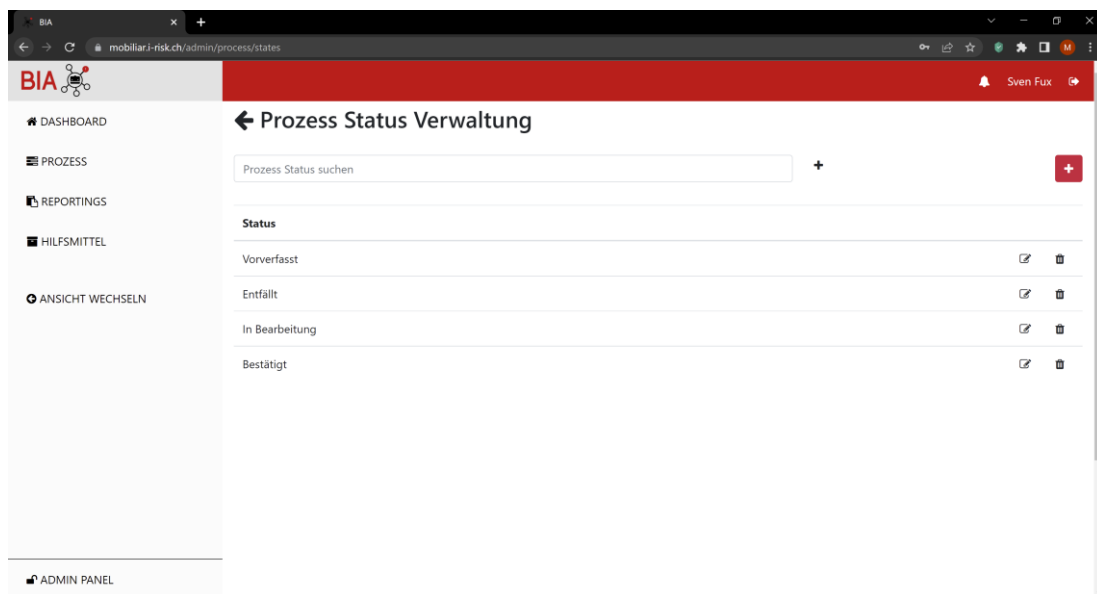 BIA
mobiliar.i-risk.ch/admin/process/states
M
BIA
Sven Fux
DASHBOARD
PROZESS
REPORTINGS
HILFSMITTEL
ANSICHT WECHSELN
ADMIN PANEL
Prozess Status Verwaltung
Prozess Status suchen
Status
Vorverfasst
Entfällt
In Bearbeitung
Bestätigt